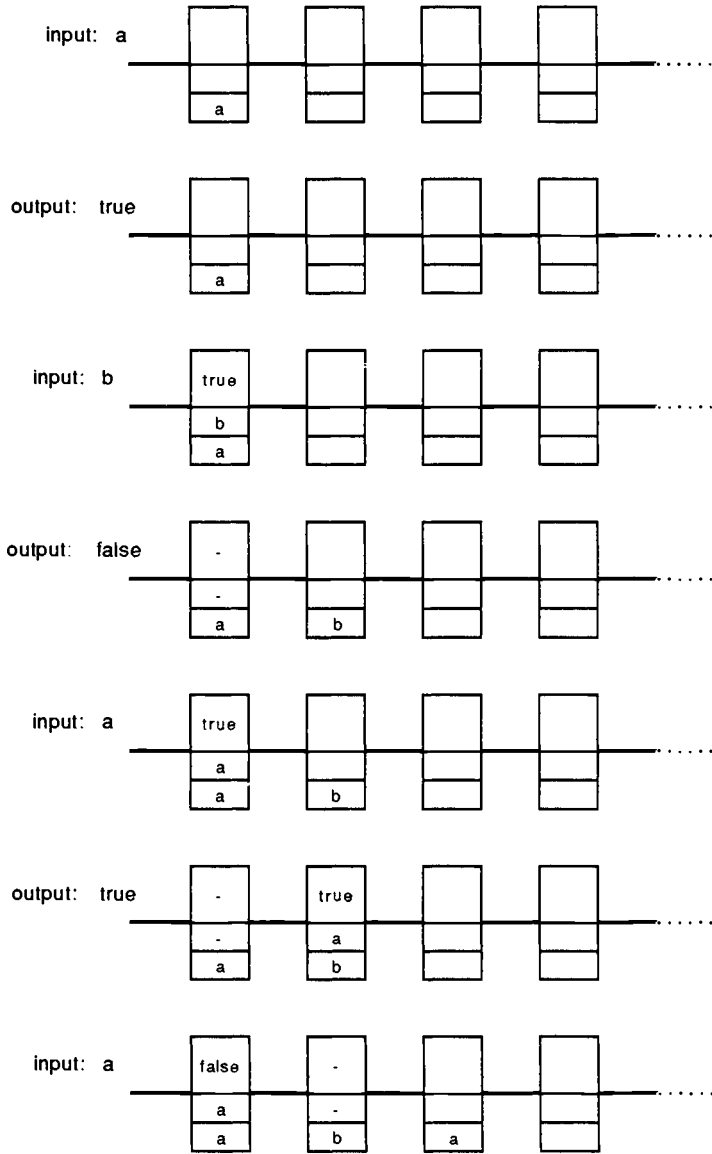 input: a
a
output: true
a
input: b
true
b
a
output: false
-
-
a b
input: a
true
a
a b
output: true
- true
- a
a b
input: a
false -
a -
a b a